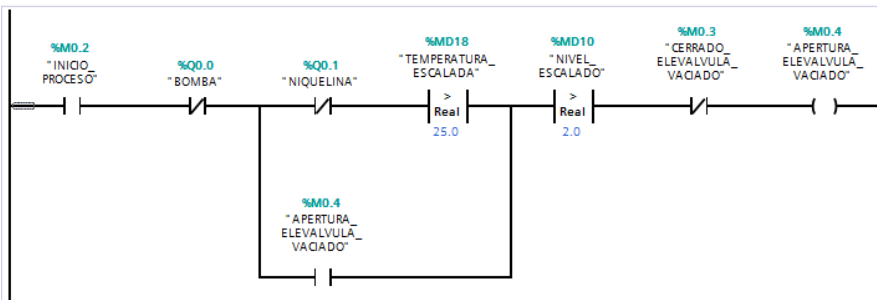 %M0.2
"INICIO_
PROCESO"
%Q0.0
"BOMBA"
%Q0.1
"NIQUELINA"
%MD18
"TEMPERATURA_
ESCALADA"
>
Real
25.0
%MD10
"NIVEL_
ESCALADO"
>
Real
2.0
%M0.3
"CERRADO_
ELEVALVULA_
VACIADO"
%M0.4
"APERTURA_
ELEVALVULA_
VACIADO"
%M0.4
"APERTURA_
ELEVALVULA_
VACIADO"